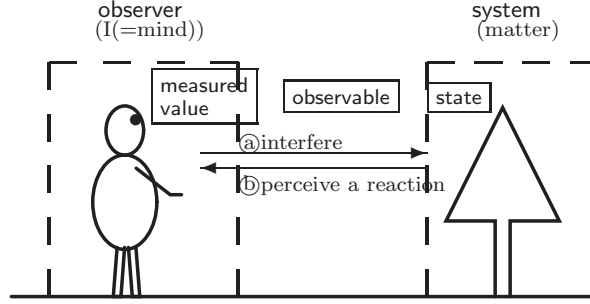 observer
(I(=mind))
system
(matter)
measured
value
observable
state
ⓐinterfere
ⓑperceive a reaction